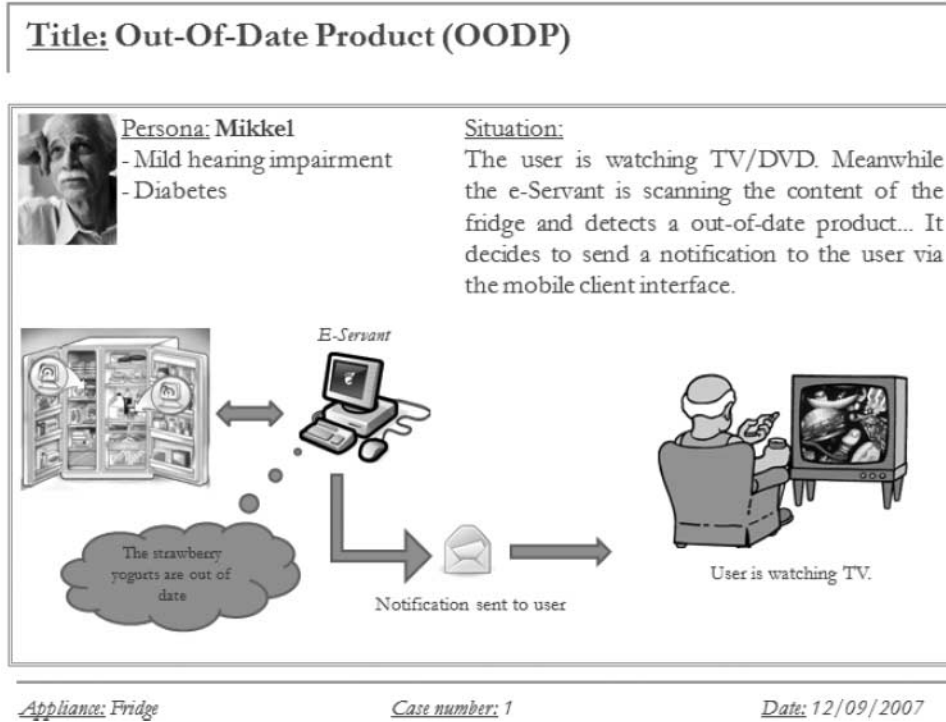 Title: Out-Of-Date Product (OODP)
Persona: Mikkel
- Mild hearing impairment
- Diabetes
Situation:
The user is watching TV/DVD. Meanwhile
the e-Servant is scanning the content of the
fridge and detects a out-of-date product... It
decides to send a notification to the user via
the mobile client interface.
E-Servant
The strawberry
yogurts are out of
date
Notification sent to user
User is watching TV.
Appliance: Fridge
Case number: 1
Date: 12/09/2007